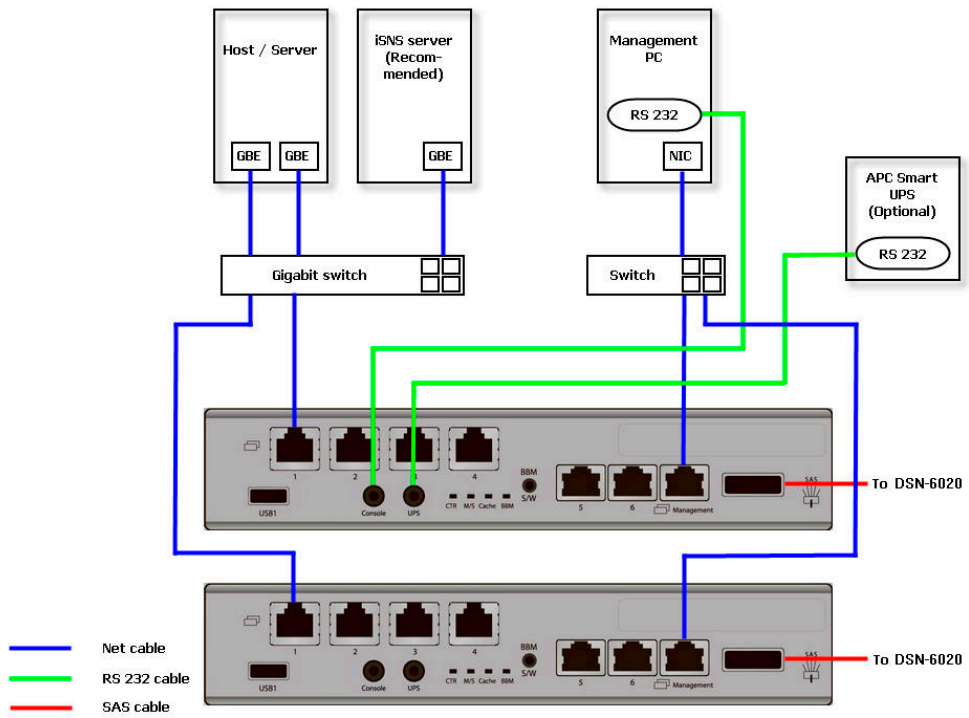 Host / Server
GBE
GBE
iSNS server
(Recom-
mended)
GBE
Management
PC
RS 232
NIC
APC Smart
UPS
(Optional)
RS 232
Gigabit switch
Switch
1
2
3
4
USB1
Console
UPS
CTR M/S Cache BBM
BBM
S/W
5
6
Management
SAS
To DSN-6020
1
2
3
4
USB1
Console
UPS
CTR M/S Cache BBM
BBM
S/W
5
6
Management
SAS
To DSN-6020
Net cable
RS 232 cable
SAS cable